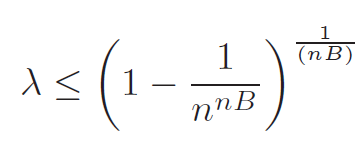 λ ≤ (1 − 1/n^{nB})^{1/(nB)}